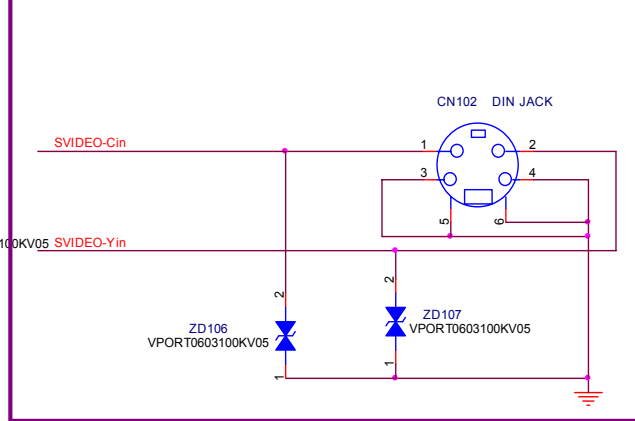 CN102 DIN JACK
SVIDEO-Cin
1
2
3
4
5
6
100KV05 SVIDEO-Yin
2
2
ZD106
VPORT0603100KV05
ZD107
VPORT0603100KV05
1
1